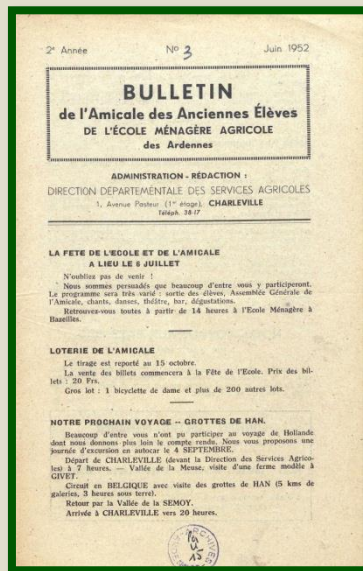 2e Année No 3 Juin 1952
BULLETIN
de l'Amicale des Anciennes Élèves
DE L'ÉCOLE MÉNAGÈRE AGRICOLE
des Ardennes
ADMINISTRATION - RÉDACTION :
DIRECTION DÉPARTEMENTALE DES SERVICES AGRICOLES
1, Avenue Pasteur (1er étage), CHARLEVILLE
Téléph. 38-17
LA FETE DE L'ECOLE ET DE L'AMICALE
A LIEU LE 6 JUILLET
N'oubliez pas de venir !
Nous sommes persuadés que beaucoup d'entre vous y participeront.
Le programme sera très varié : sortie des élèves, Assemblée Générale de
l'Amicale, chants, danses, théâtre, bar, dégustations.
Retrouvez-vous toutes à partir de 14 heures à l'Ecole Ménagère à
Bazeilles.
LOTERIE DE L'AMICALE
Le tirage est reporté au 15 octobre.
La vente des billets commencera à la Fête de l'Ecole. Prix des bil-
lets : 20 Frs.
Gros lot : 1 bicyclette de dame et plus de 200 autres lots.
NOTRE PROCHAIN VOYAGE -- GROTTES DE HAN.
Beaucoup d'entre vous n'ont pu participer au voyage de Hollande
dont nous donnons plus loin le compte rendu. Nous vous proposons une
journée d'excursion en autocar le 4 SEPTEMBRE.
Départ de CHARLEVILLE (devant la Direction des Services Agrico-
les) à 7 heures. — Vallée de la Meuse, visite d'une ferme modèle à
GIVET.
Circuit en BELGIQUE avec visite des grottes de HAN (5 kms de
galeries, 3 heures sous terre).
Retour par la Vallée de la SEMOY.
Arrivée à CHARLEVILLE vers 20 heures.
ARCHIVES
15